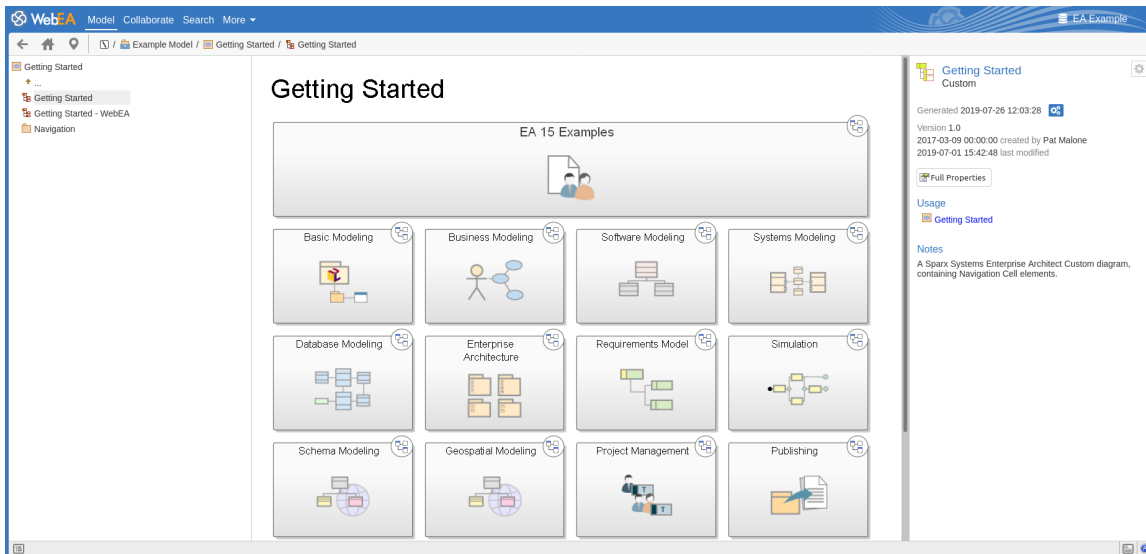 WebEA Model Collaborate Search More EA Example
/ Example Model / Getting Started / Getting Started
Getting Started
...
Getting Started
Getting Started - WebEA
Navigation
Getting Started
EA 15 Examples
Basic Modeling
Business Modeling
Software Modeling
Systems Modeling
Database Modeling
Enterprise
Architecture
Requirements Model
Simulation
Schema Modeling
Geospatial Modeling
Project Management
T
T
Publishing
Getting Started
Custom
Generated 2019-07-26 12:03:28
Version 1.0
2017-03-09 00:00:00 created by Pat Malone
2019-07-01 15:42:48 last modified
Full Properties
Usage
Getting Started
Notes
A Sparx Systems Enterprise Architect Custom diagram,
containing Navigation Cell elements.